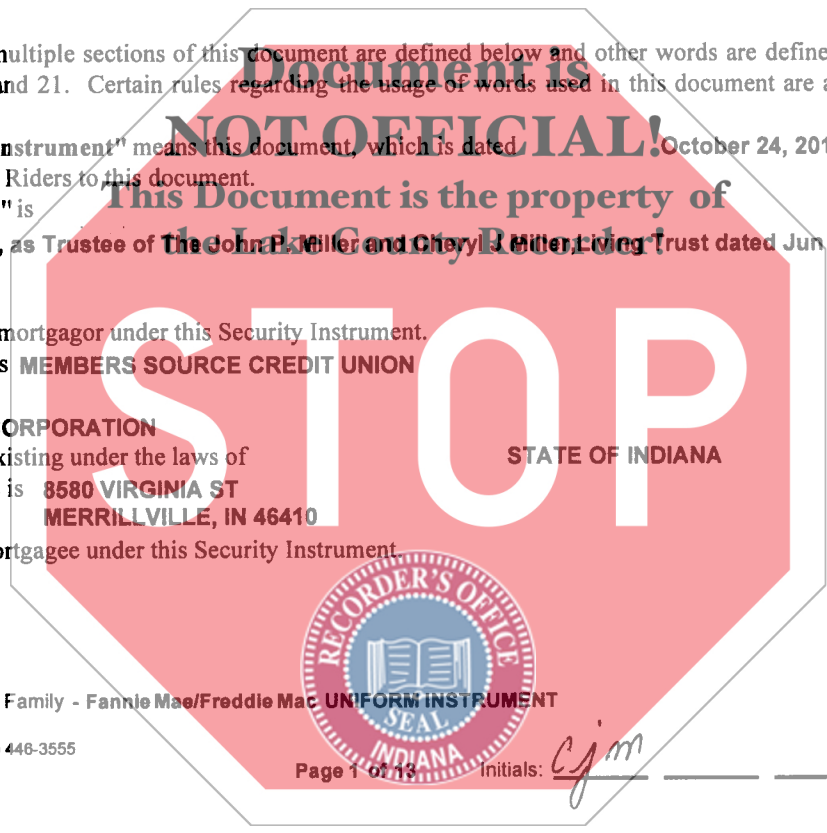 multiple sections of this document are defined below and other words are define
and 21. Certain rules regarding the usage of words used in this document are a
Document is
NOT OFFICIAL!
nstrument" means this document, which is dated October 24, 201
Riders to this document.
This Document is the property of
" is
the Lake County Recorder!
, as Trustee of The John P. Miller and Cheryl J Miller Living Trust dated Jun
STOP
mortgagor under this Security Instrument.
s MEMBERS SOURCE CREDIT UNION
ORPORATION
xisting under the laws of STATE OF INDIANA
is 8580 VIRGINIA ST
MERRILLVILLE, IN 46410
ortgagee under this Security Instrument.
RECORDER'S OFFICE
SEAL
INDIANA
Family - Fannie Mae/Freddie Mac UNIFORM INSTRUMENT
446-3555
Page 1 of 13 Initials: cjm